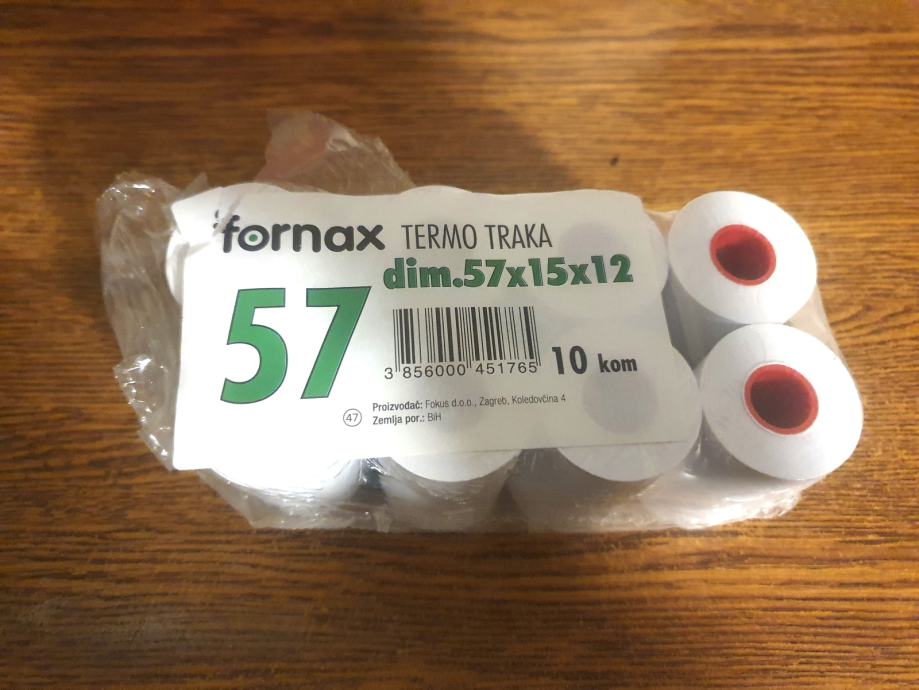 fornax TERMO TRAKA
dim.57x15x12
57
3 856000 451765
10 kom
47
Proizvođač: Fokus d.o.o., Zagreb, Koledovčina 4
Zemlja por.: BiH